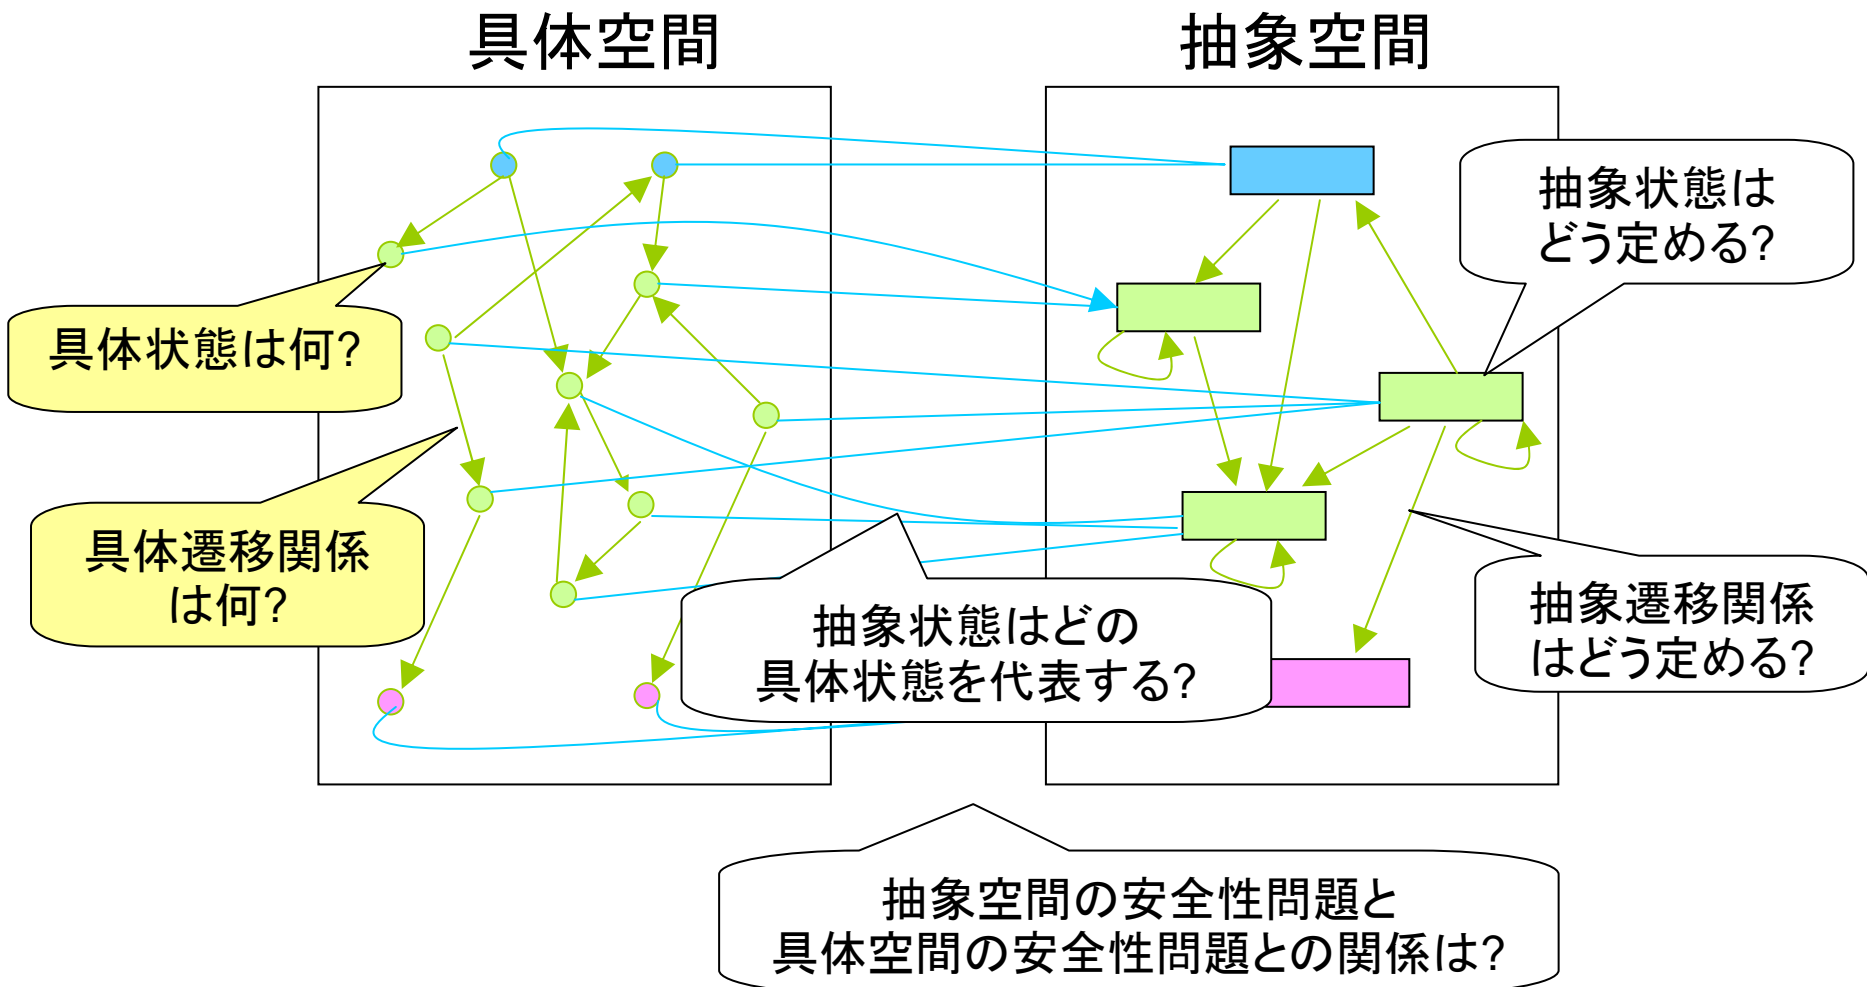 具体空間
抽象空間
抽象状態は
どう定める?
具体状態は何?
具体遷移関係
は何?
抽象状態はどの
具体状態を代表する?
抽象遷移関係
はどう定める?
抽象空間の安全性問題と
具体空間の安全性問題との関係は?